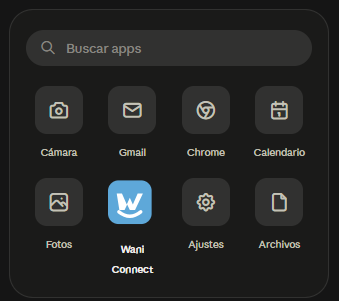 Buscar apps
Cámara Gmail Chrome Calendario
Fotos Wani Connect Ajustes Archivos